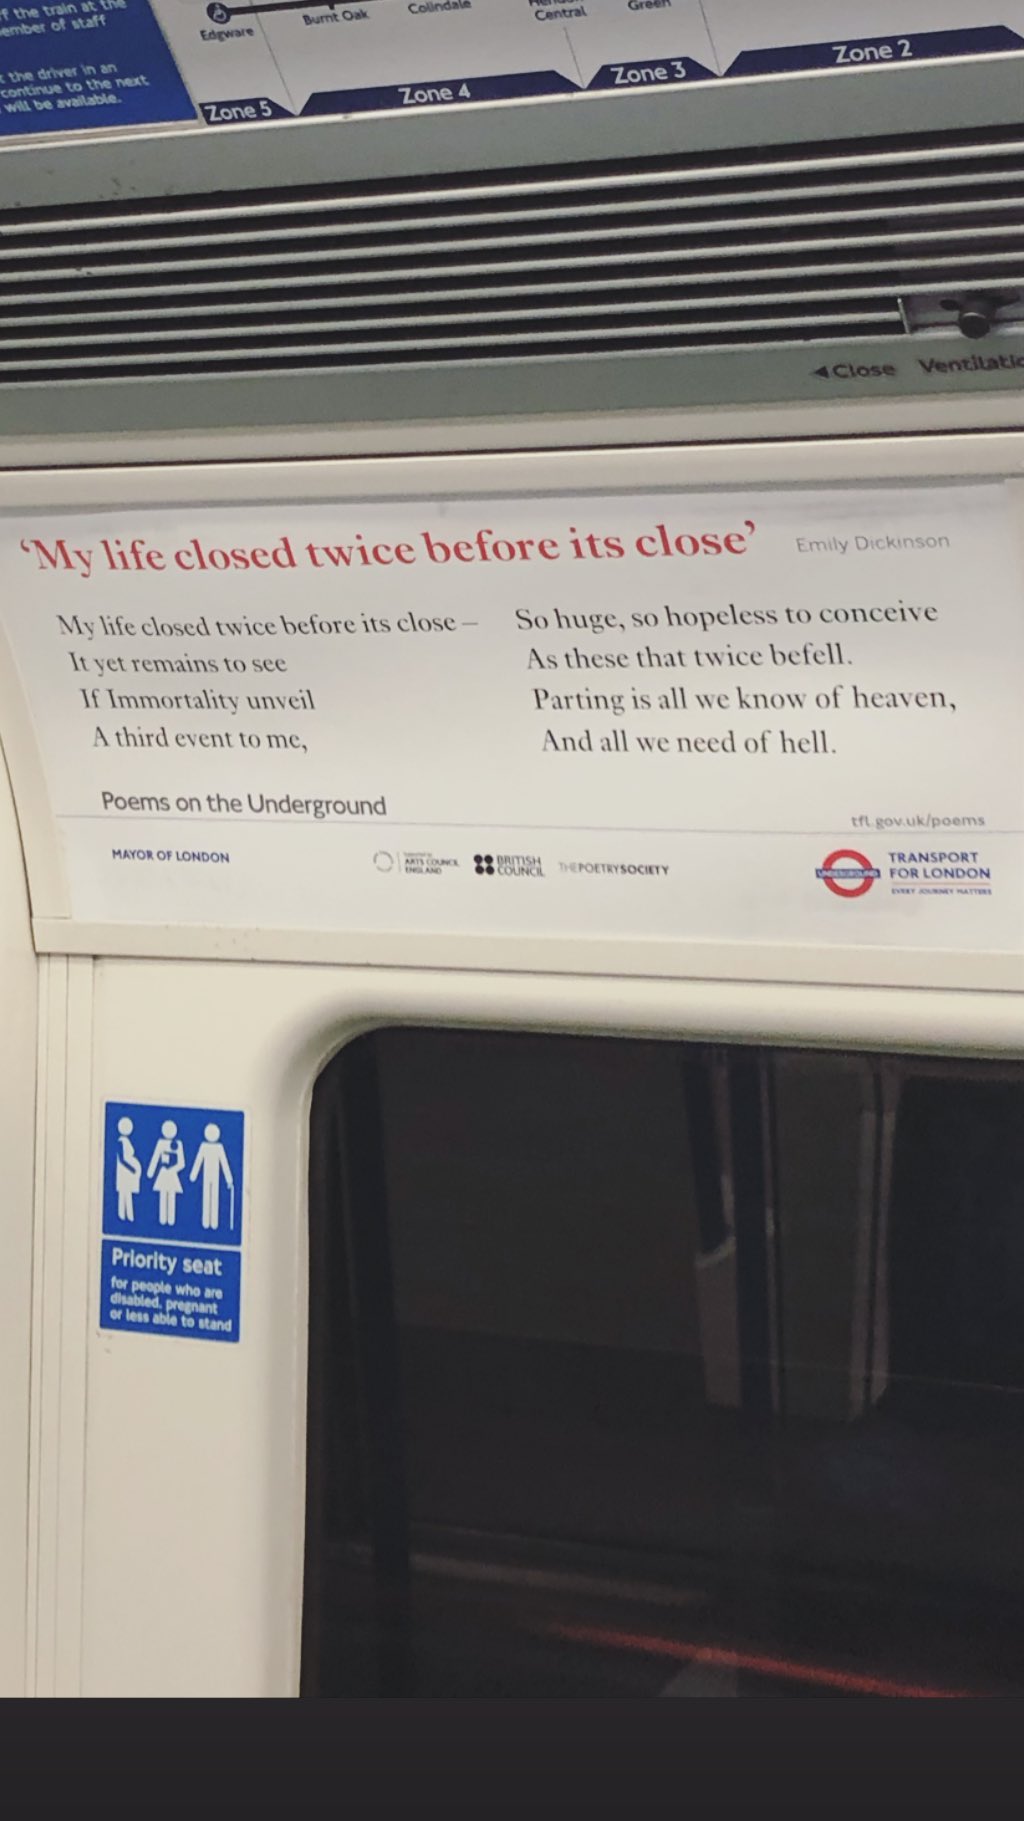 f the train at the
ember of staff
t the driver in an
continue to the next
will be available.
Edgware
Burnt Oak
Colindale
Central
Green
Zone 5
Zone 4
Zone 3
Zone 2
◄Close Ventilatio
‘My life closed twice before its close’ Emily Dickinson
My life closed twice before its close –
It yet remains to see
If Immortality unveil
A third event to me,
So huge, so hopeless to conceive
As these that twice befell.
Parting is all we know of heaven,
And all we need of hell.
Poems on the Underground
tfl.gov.uk/poems
MAYOR OF LONDON
ARTS COUNCIL
ENGLAND
BRITISH
COUNCIL
THEPOETRYSOCIETY
UNDERGROUND
TRANSPORT
FOR LONDON
EVERY JOURNEY MATTERS
Priority seat
for people who are
disabled, pregnant
or less able to stand